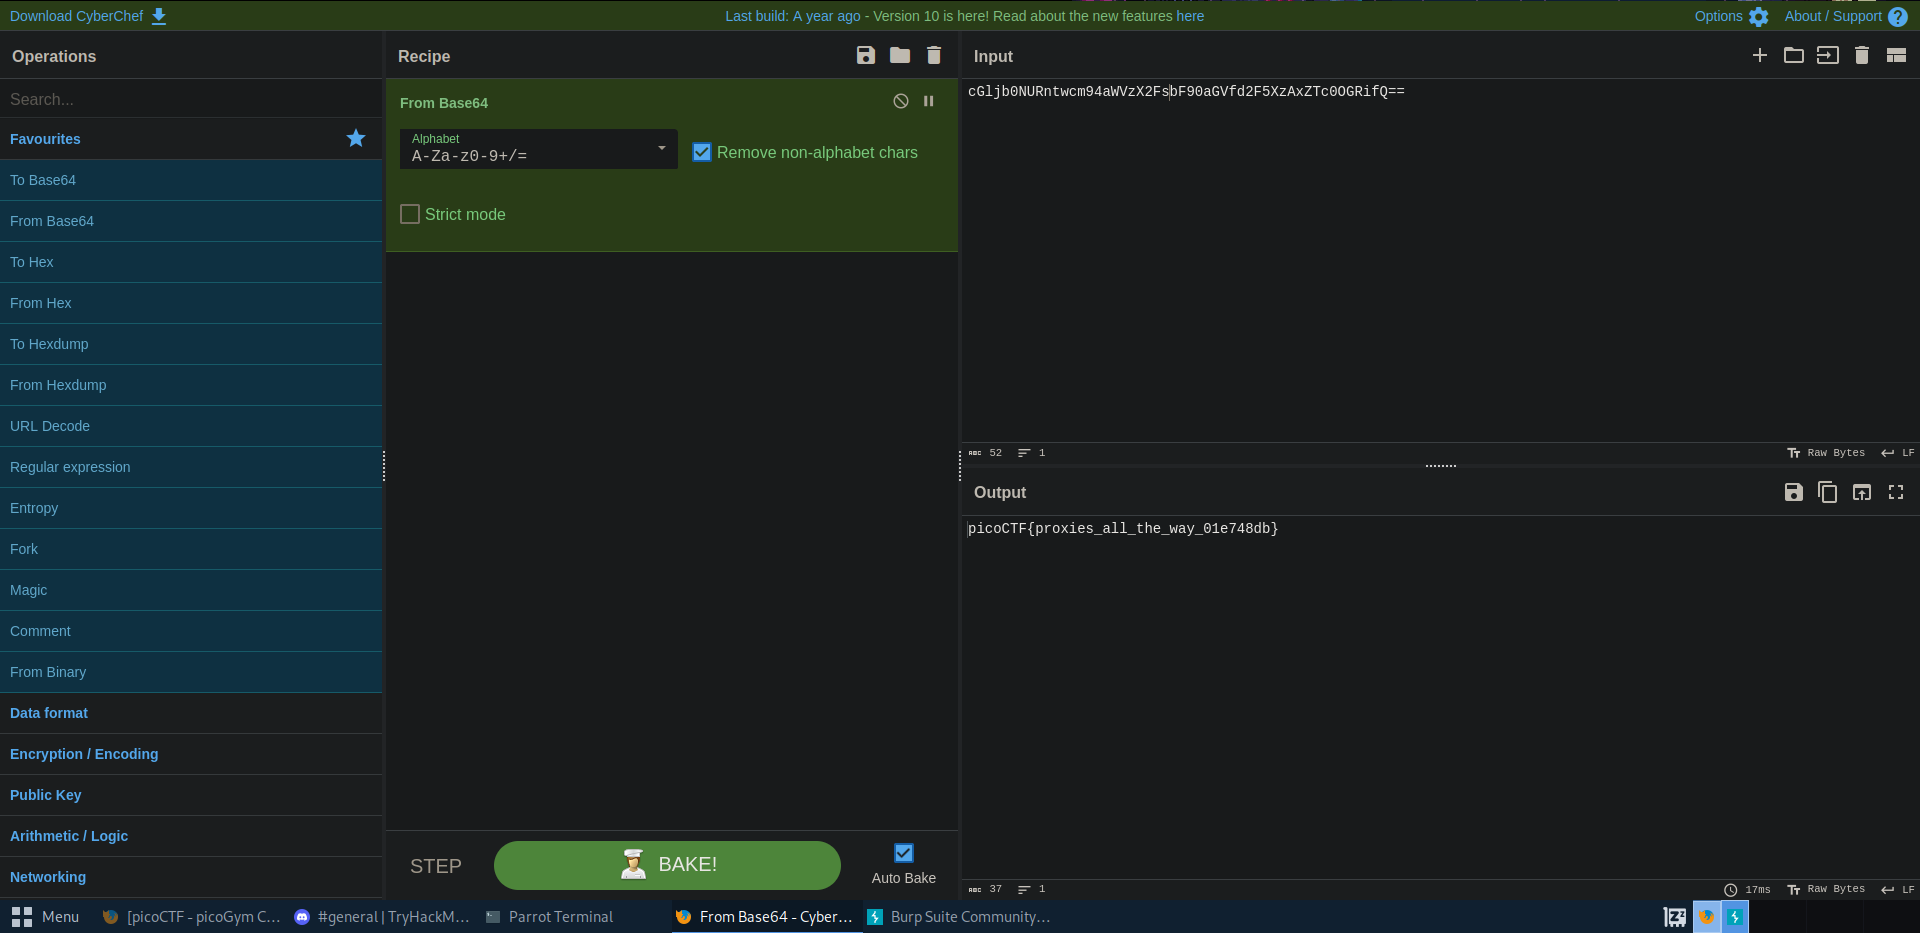 Download CyberChef
Last build: A year ago - Version 10 is here! Read about the new features here
Options
About / Support
Operations
Search...
Favourites
To Base64
From Base64
To Hex
From Hex
To Hexdump
From Hexdump
URL Decode
Regular expression
Entropy
Fork
Magic
Comment
From Binary
Data format
Encryption / Encoding
Public Key
Arithmetic / Logic
Networking
Recipe
From Base64
Alphabet
A-Za-z0-9+/=
Remove non-alphabet chars
Strict mode
STEP
BAKE!
Auto Bake
Input
cGljb0NURntwcm94aWVzX2FsbF90aGVfd2F5XzAxZTc0OGRifQ==
ABC 52 1
Raw Bytes LF
Output
picoCTF{proxies_all_the_way_01e748db}
ABC 37 1
17ms Raw Bytes LF
Menu
[picoCTF - picoGym C...
#general | TryHackM...
Parrot Terminal
From Base64 - Cyber...
Burp Suite Community...